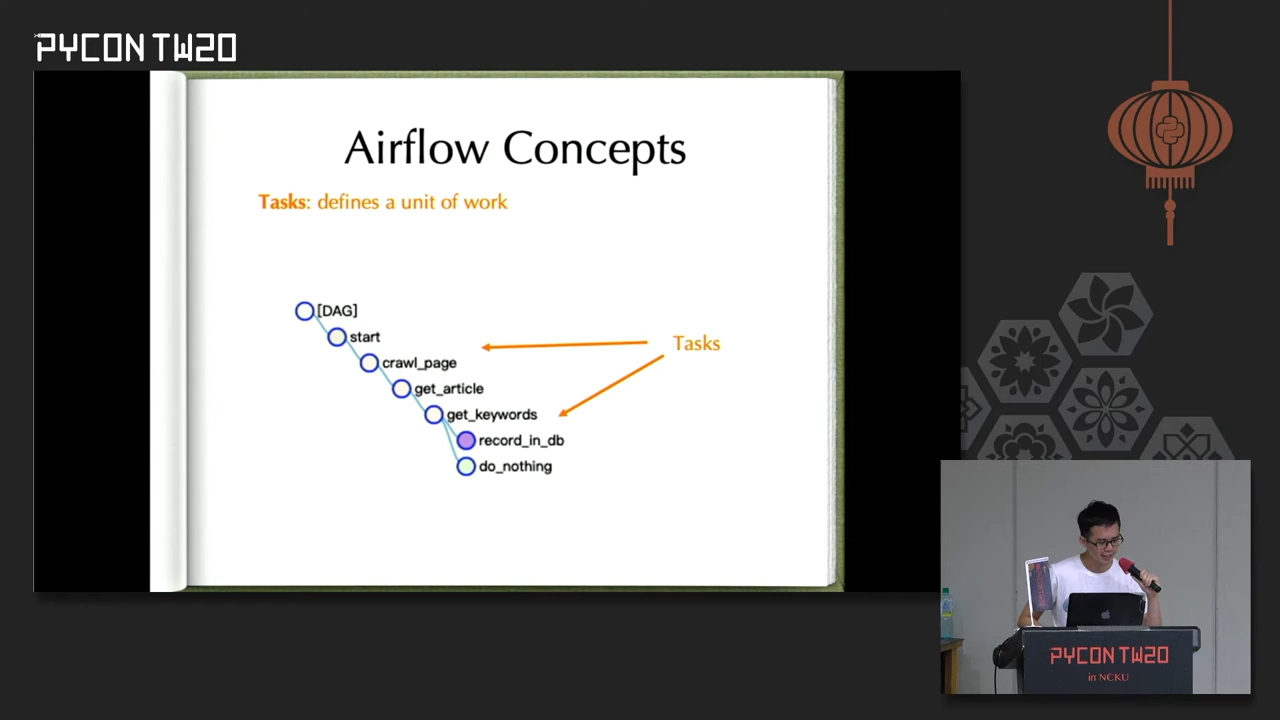 PYCON TW20
Airflow Concepts
Tasks: defines a unit of work
[DAG]
start
Tasks
crawl_page
get_article
get_keywords
record_in_db
do_nothing
PYCON TW20
in NCKU